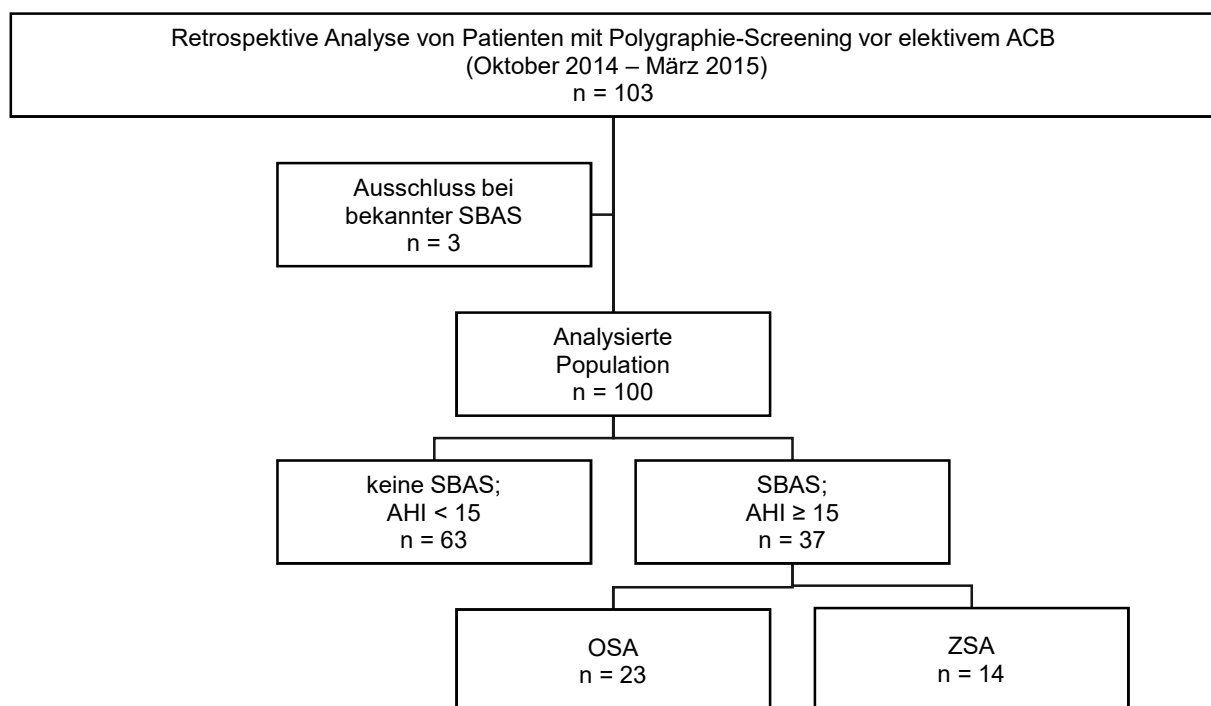 Retrospektive Analyse von Patienten mit Polygraphie-Screening vor elektivem ACB
(Oktober 2014 – März 2015)
n = 103
Ausschluss bei
bekannter SBAS
n = 3
Analysierte
Population
n = 100
keine SBAS;
AHI < 15
n = 63
SBAS;
AHI ≥ 15
n = 37
OSA
n = 23
ZSA
n = 14